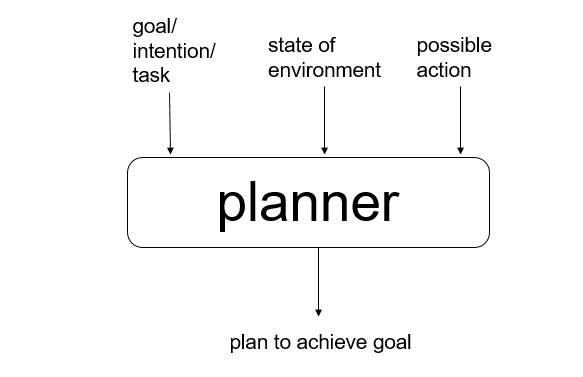 goal/
intention/
task
state of
environment
possible
action
planner
plan to achieve goal